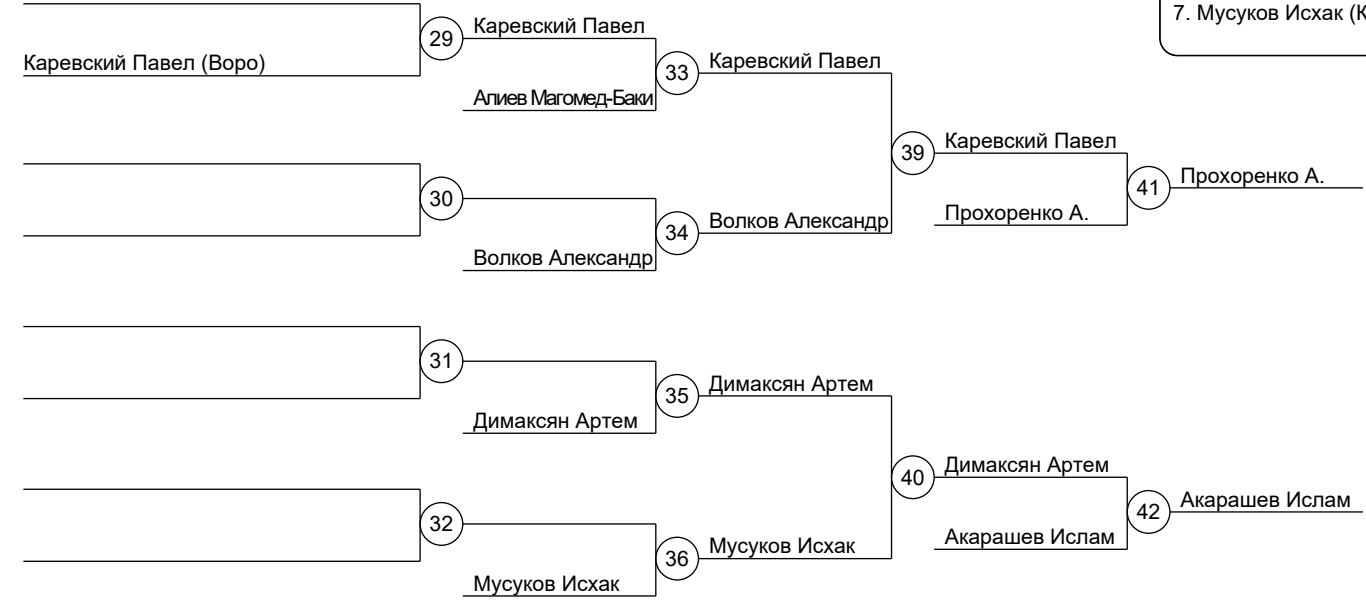 7. Мусуков Исхак (К
29
Каревский Павел
Каревский Павел (Воро)
33
Каревский Павел
Алиев Магомед-Баки
39
Каревский Павел
41
Прохоренко А.
30
Прохоренко А.
34
Волков Александр
Волков Александр
31
35
Димаксян Артем
Димаксян Артем
40
Димаксян Артем
42
Акарашев Ислам
32
Акарашев Ислам
36
Мусуков Исхак
Мусуков Исхак